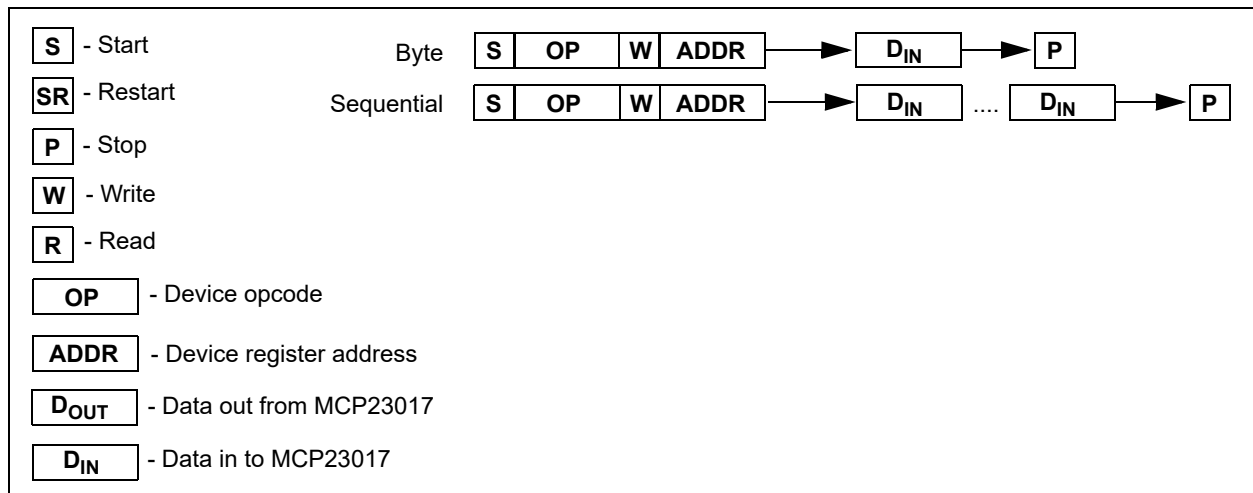 S - Start
SR - Restart
P - Stop
W - Write
R - Read
OP - Device opcode
ADDR - Device register address
DOUT - Data out from MCP23017
DIN - Data in to MCP23017
Byte S OP W ADDR DIN P
Sequential S OP W ADDR DIN .... DIN P